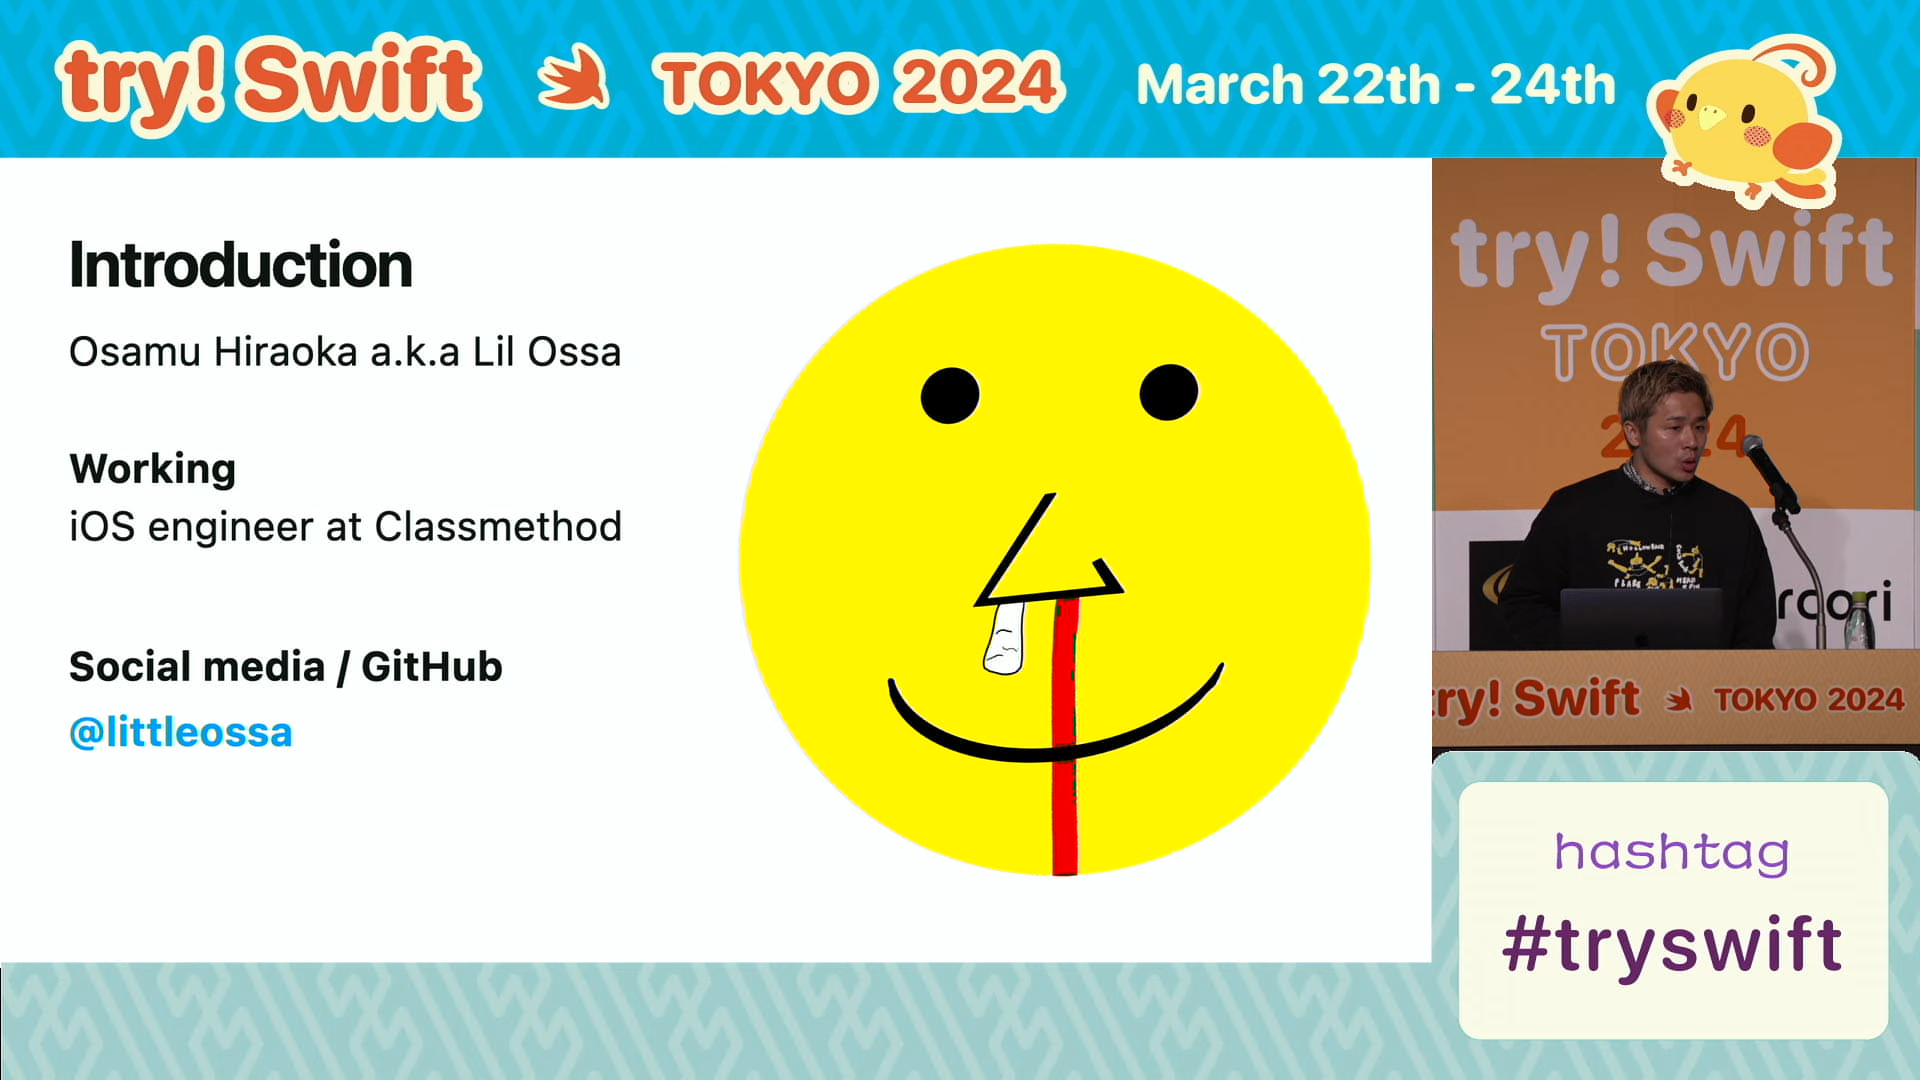 try! Swift TOKYO 2024 March 22th - 24th
Introduction
Osamu Hiraoka a.k.a Lil Ossa
Working
iOS engineer at Classmethod
Social media / GitHub
@littleossa
try! Swift
TOKYO
try! Swift TOKYO 2024
hashtag
#tryswift